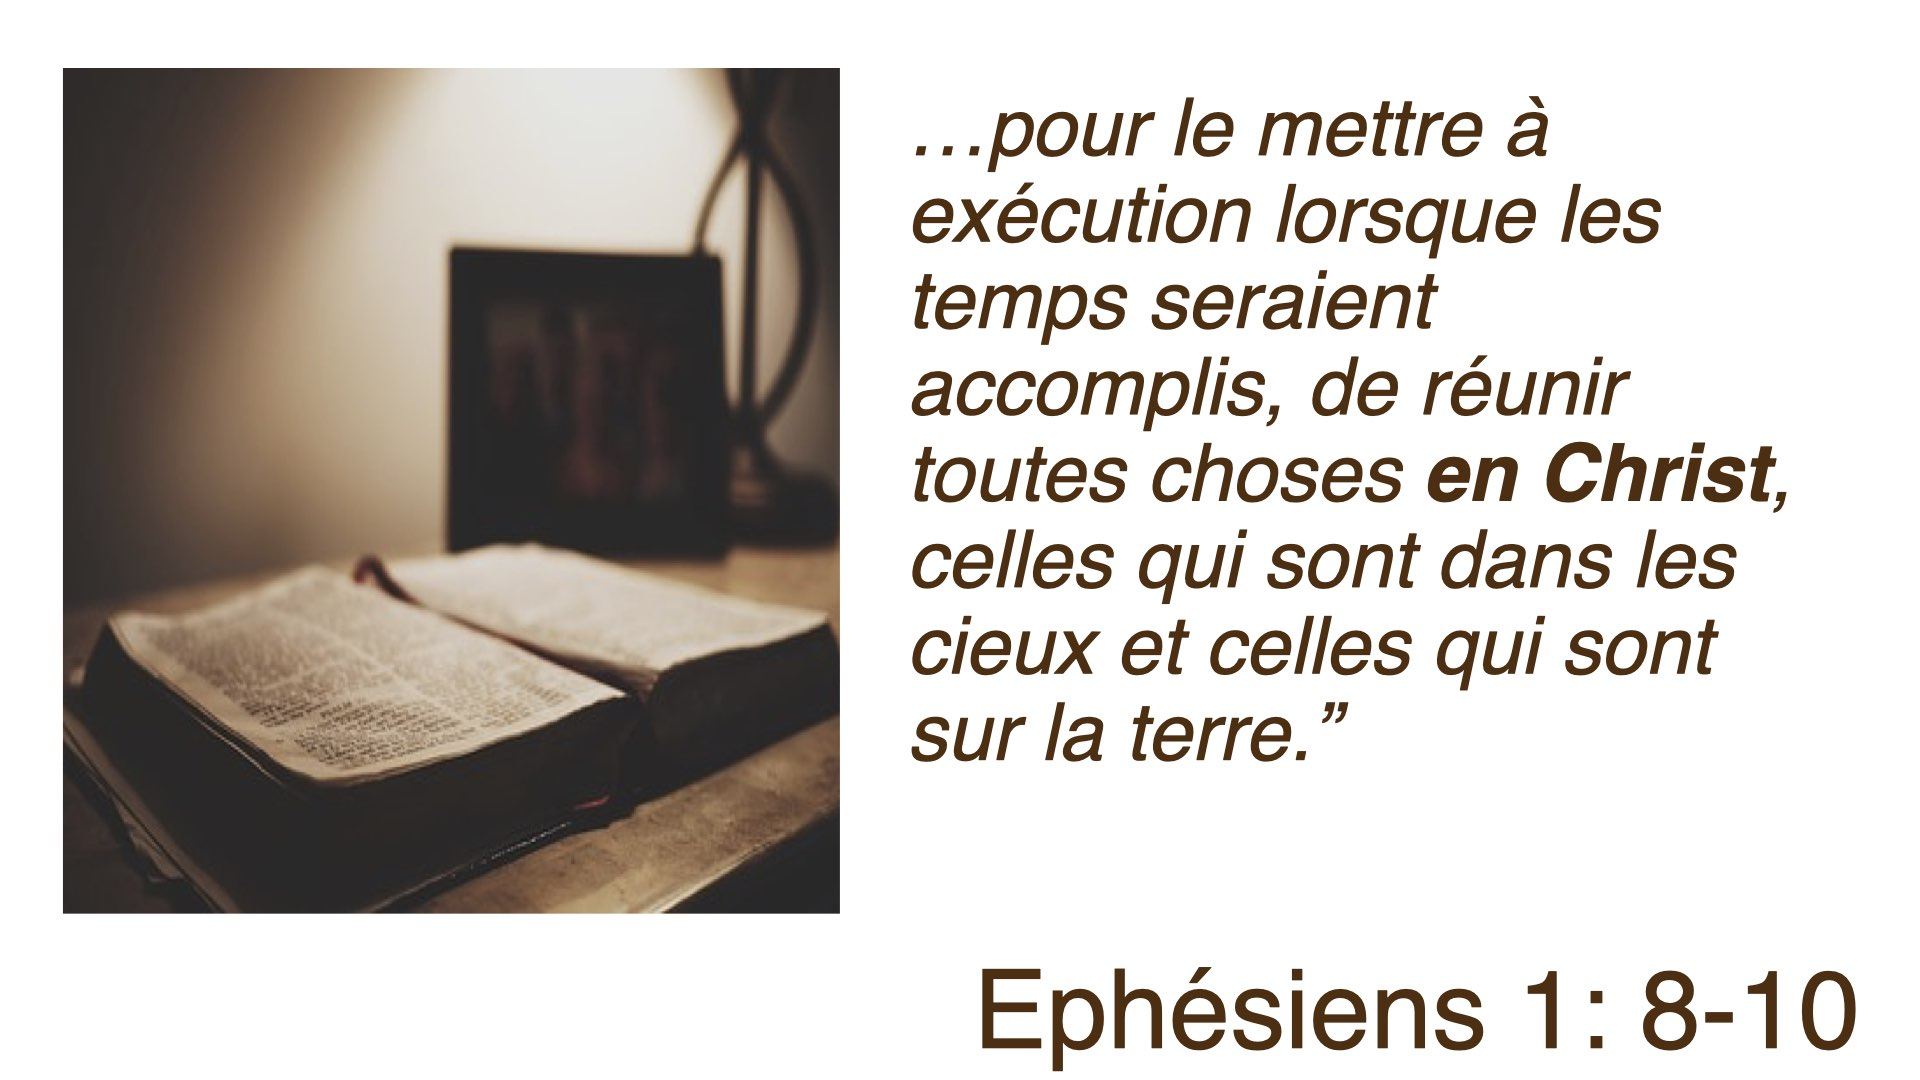 …pour le mettre à
exécution lorsque les
temps seraient
accomplis, de réunir
toutes choses en Christ,
celles qui sont dans les
cieux et celles qui sont
sur la terre.”
Ephésiens 1: 8-10